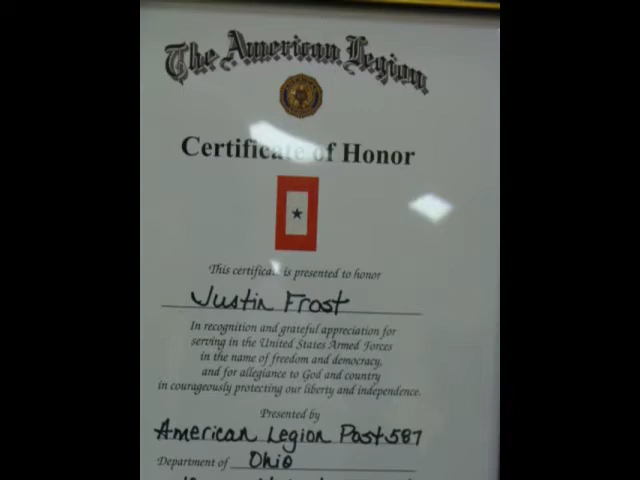 The American Legion
Certificate of Honor
This certificate is presented to honor
Justin Frost
In recognition and grateful appreciation for
serving in the United States Armed Forces
in the name of freedom and democracy,
and for allegiance to God and country
in courageously protecting our liberty and independence.
Presented by
American Legion Post 587
Department of Ohio